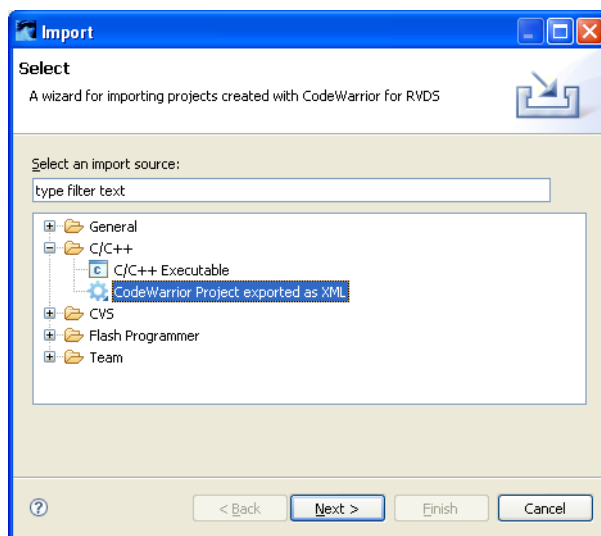 Import
Select
A wizard for importing projects created with CodeWarrior for RVDS
Select an import source:
type filter text
General
C/C++
C/C++ Executable
CodeWarrior Project exported as XML
CVS
Flash Programmer
Team
< Back Next > Finish Cancel